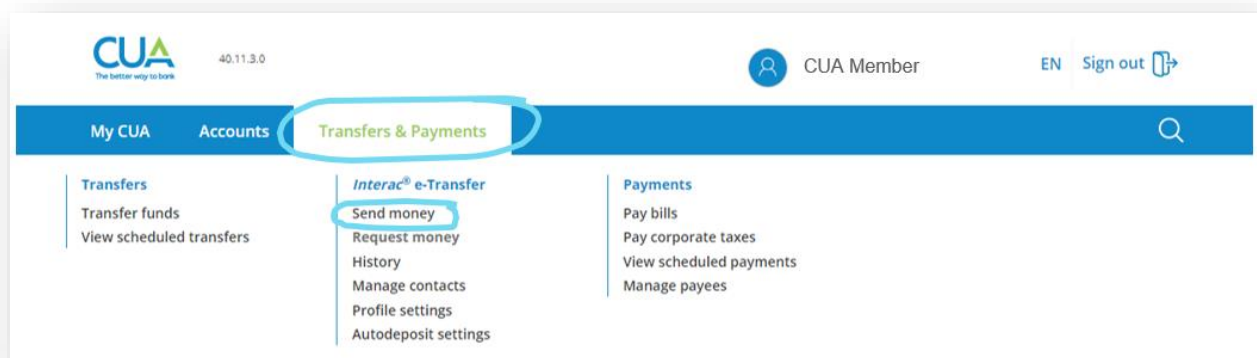 CUA
The better way to bank
40.11.3.0
CUA Member
EN Sign out
My CUA Accounts Transfers & Payments
Transfers
Transfer funds
View scheduled transfers
Interac® e-Transfer
Send money
Request money
History
Manage contacts
Profile settings
Autodeposit settings
Payments
Pay bills
Pay corporate taxes
View scheduled payments
Manage payees